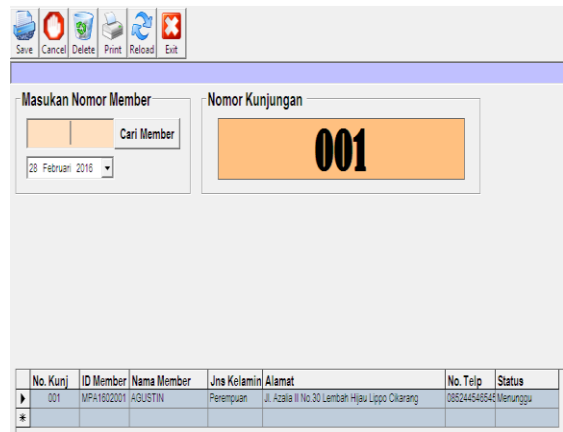 Save Cancel Delete Print Reload Exit
Masukan Nomor Member Nomor Kunjungan
Cari Member
001
28 Februari 2016
No. Kunj ID Member Nama Member Jns Kelamin Alamat No. Telp Status
001 MPA1602001 AGUSTIN Perempuan Jl. Azalia II No.30 Lembah Hijau Lippo Cikarang 085244546545 Menunggu